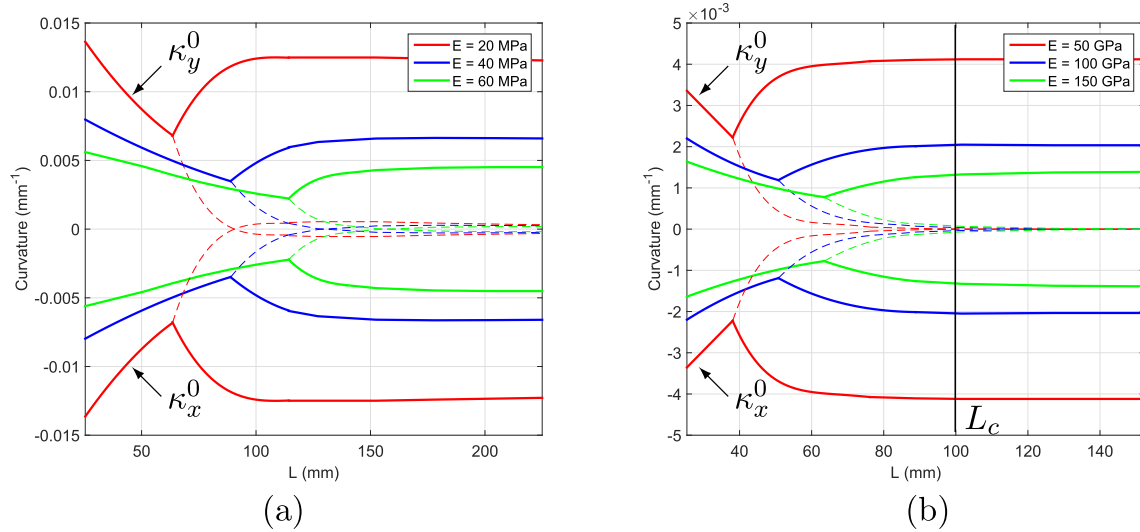 0.015
0.01
0.005
0
-0.005
-0.01
-0.015
Curvature (mm⁻¹)
50
100
150
200
L (mm)
κ_y^0
κ_x^0
E = 20 MPa
E = 40 MPa
E = 60 MPa
(a)
×10⁻³
5
4
3
2
1
0
-1
-2
-3
-4
-5
Curvature (mm⁻¹)
40
60
80
100
120
140
L (mm)
κ_y^0
κ_x^0
E = 50 GPa
E = 100 GPa
E = 150 GPa
L_c
(b)